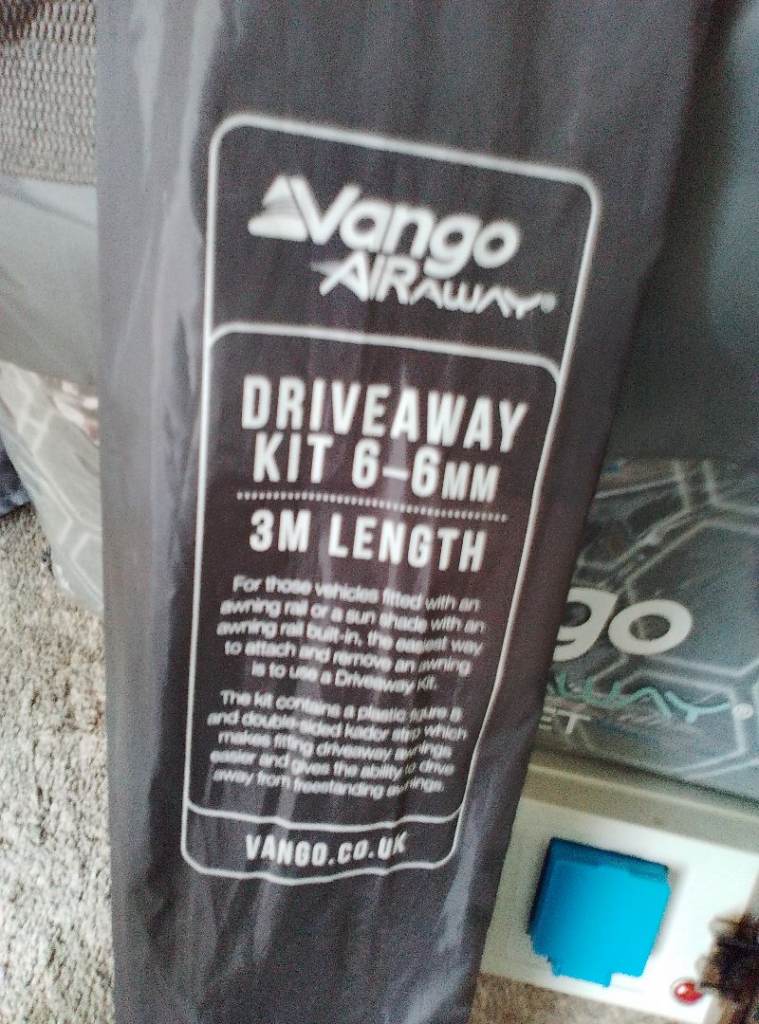 Vango
AIRAWAY®
DRIVEAWAY
KIT 6–6MM
3M LENGTH
For those vehicles fitted with an
awning rail or a sun shade with an
awning rail built-in, the easiest way
to attach and remove an awning
is to use a Driveaway Kit.
The kit contains a plastic figure 8
and double-sided kador strip which
makes fitting driveaway awnings
easier and gives the ability to drive
away from freestanding awnings.
VANGO.CO.UK
go
AWAY®
ET